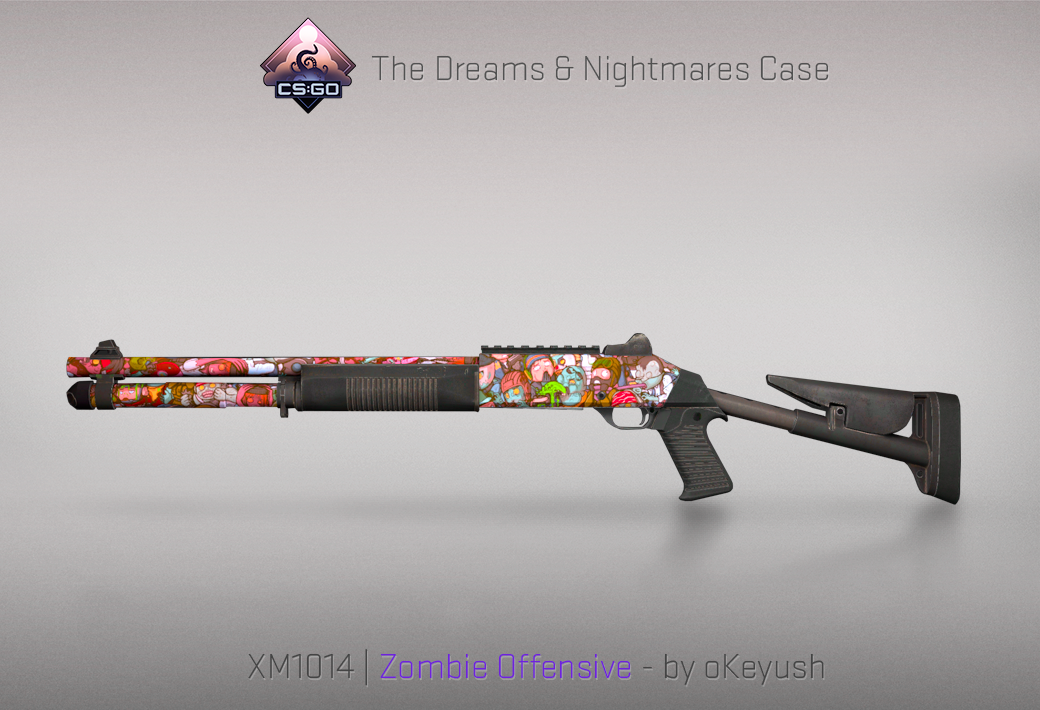 The Dreams & Nightmares Case
CS:GO
XM1014 | Zombie Offensive - by oKeyush